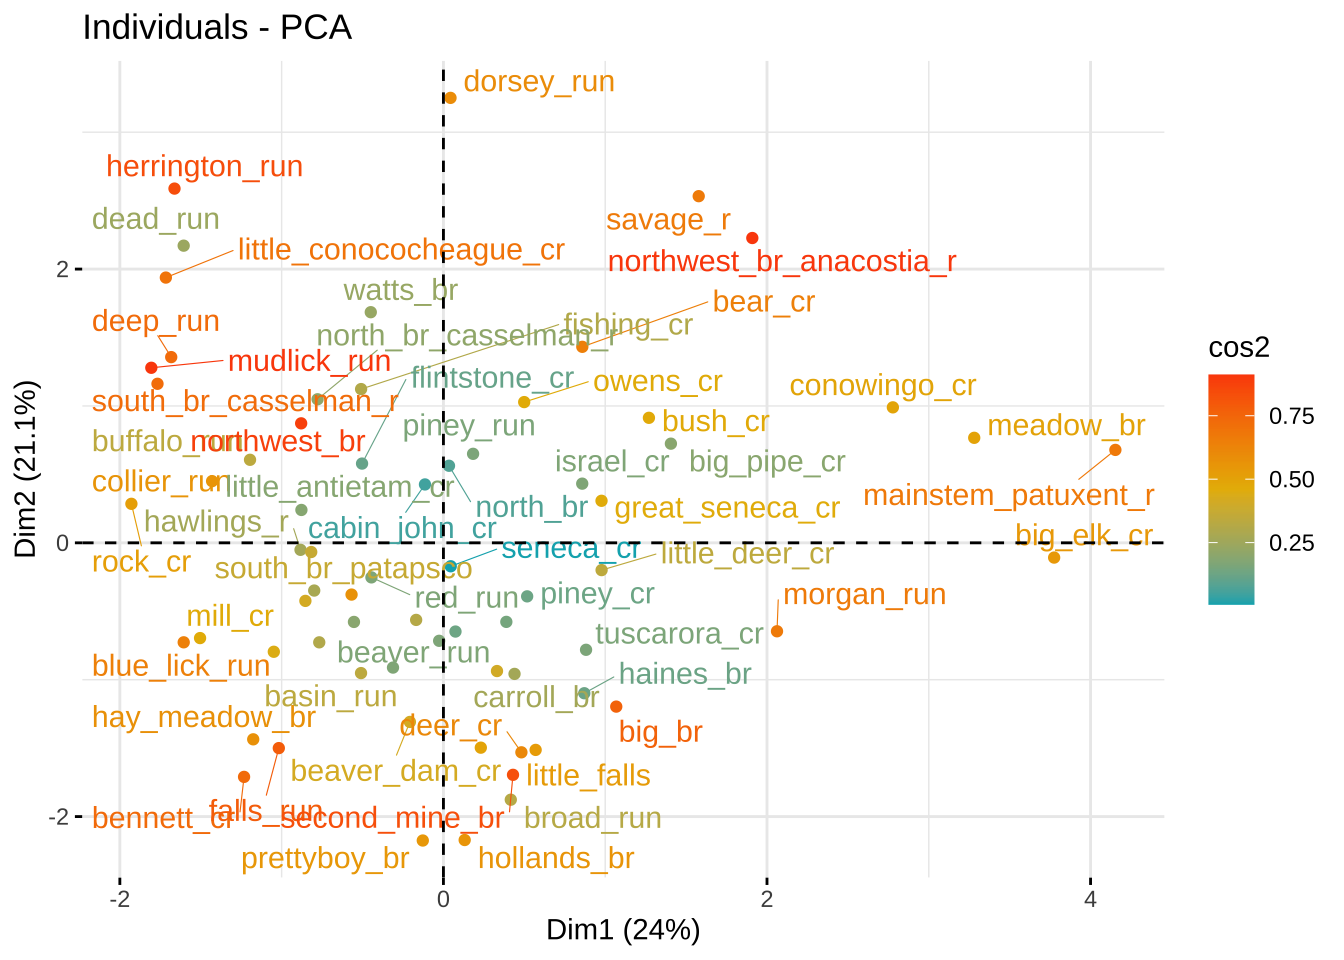 Individuals - PCA
dorsey_run
herrington_run
dead_run
savage_r
little_conococheague_cr
northwest_br_anacostia_r
watts_br
bear_cr
deep_run
fishing_cr
north_br_casselman_r
mudlick_run
flintstone_cr
owens_cr
conowingo_cr
south_br_casselman_r
piney_run
bush_cr
meadow_br
buffalo_run
northwest_br
israel_cr
big_pipe_cr
collier_run
little_antietam_cr
mainstem_patuxent_r
north_br
great_seneca_cr
hawlings_r
cabin_john_cr
big_elk_cr
seneca_cr
little_deer_cr
rock_cr
south_br_patapsco
red_run
piney_cr
morgan_run
mill_cr
tuscarora_cr
beaver_run
blue_lick_run
haines_br
basin_run
carroll_br
hay_meadow_br
deer_cr
big_br
beaver_dam_cr
little_falls
falls_run
bennett_cr
second_mine_br
broad_run
prettyboy_br
hollands_br
2
0
-2
Dim2 (21.1%)
-2
0
2
4
Dim1 (24%)
cos2
0.75
0.50
0.25